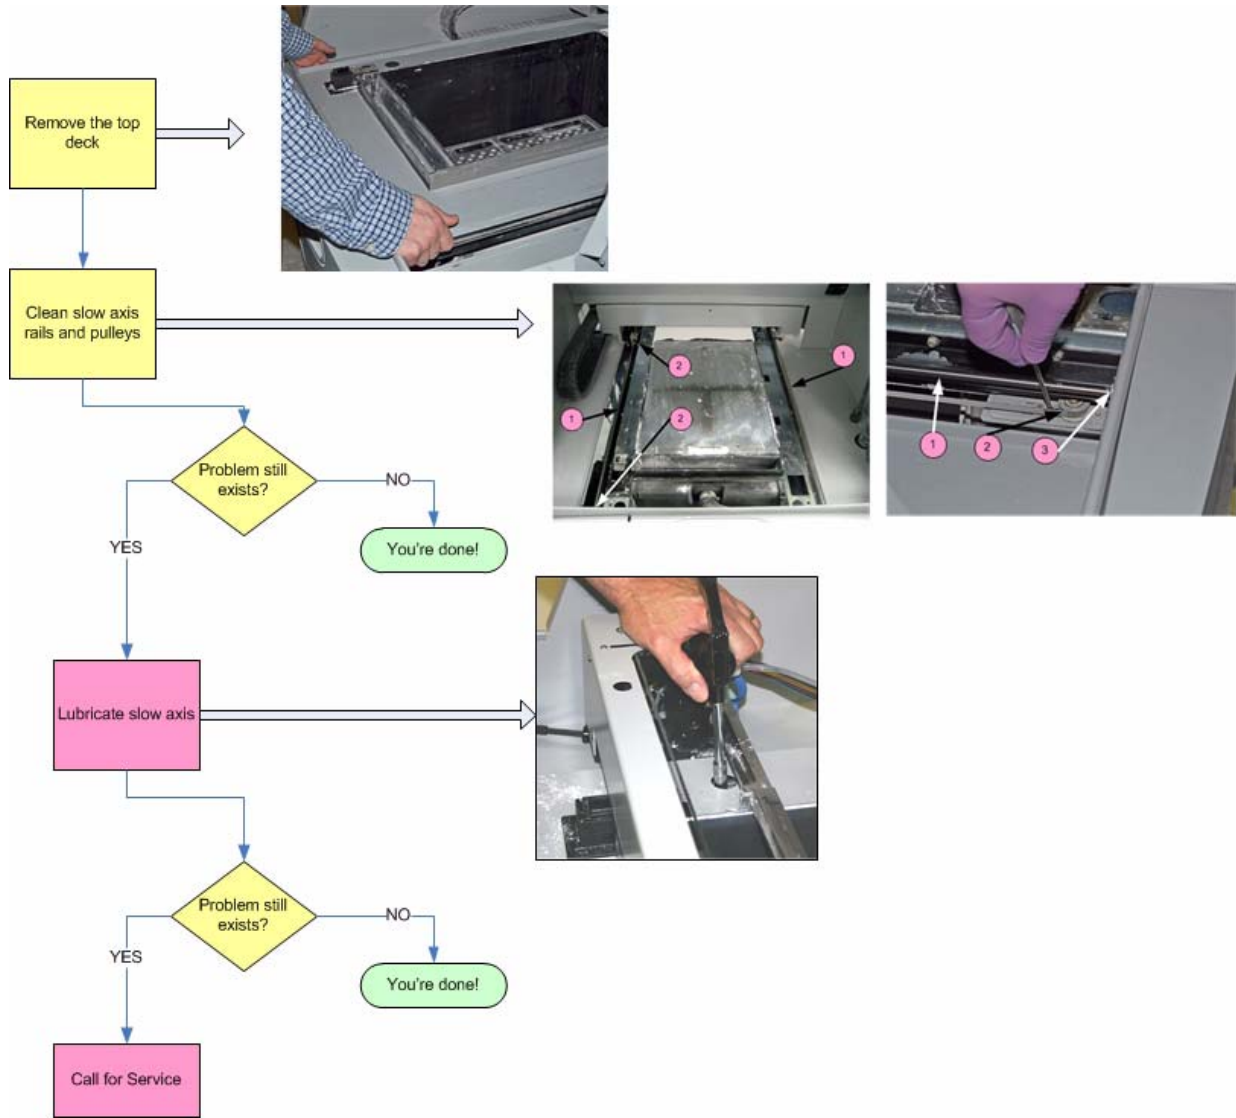 Remove the top
deck
Clean slow axis
rails and pulleys
1
2
1
2
1
2
3
Problem still
exists?
NO
You're done!
YES
Lubricate slow axis
Problem still
exists?
NO
You're done!
YES
Call for Service